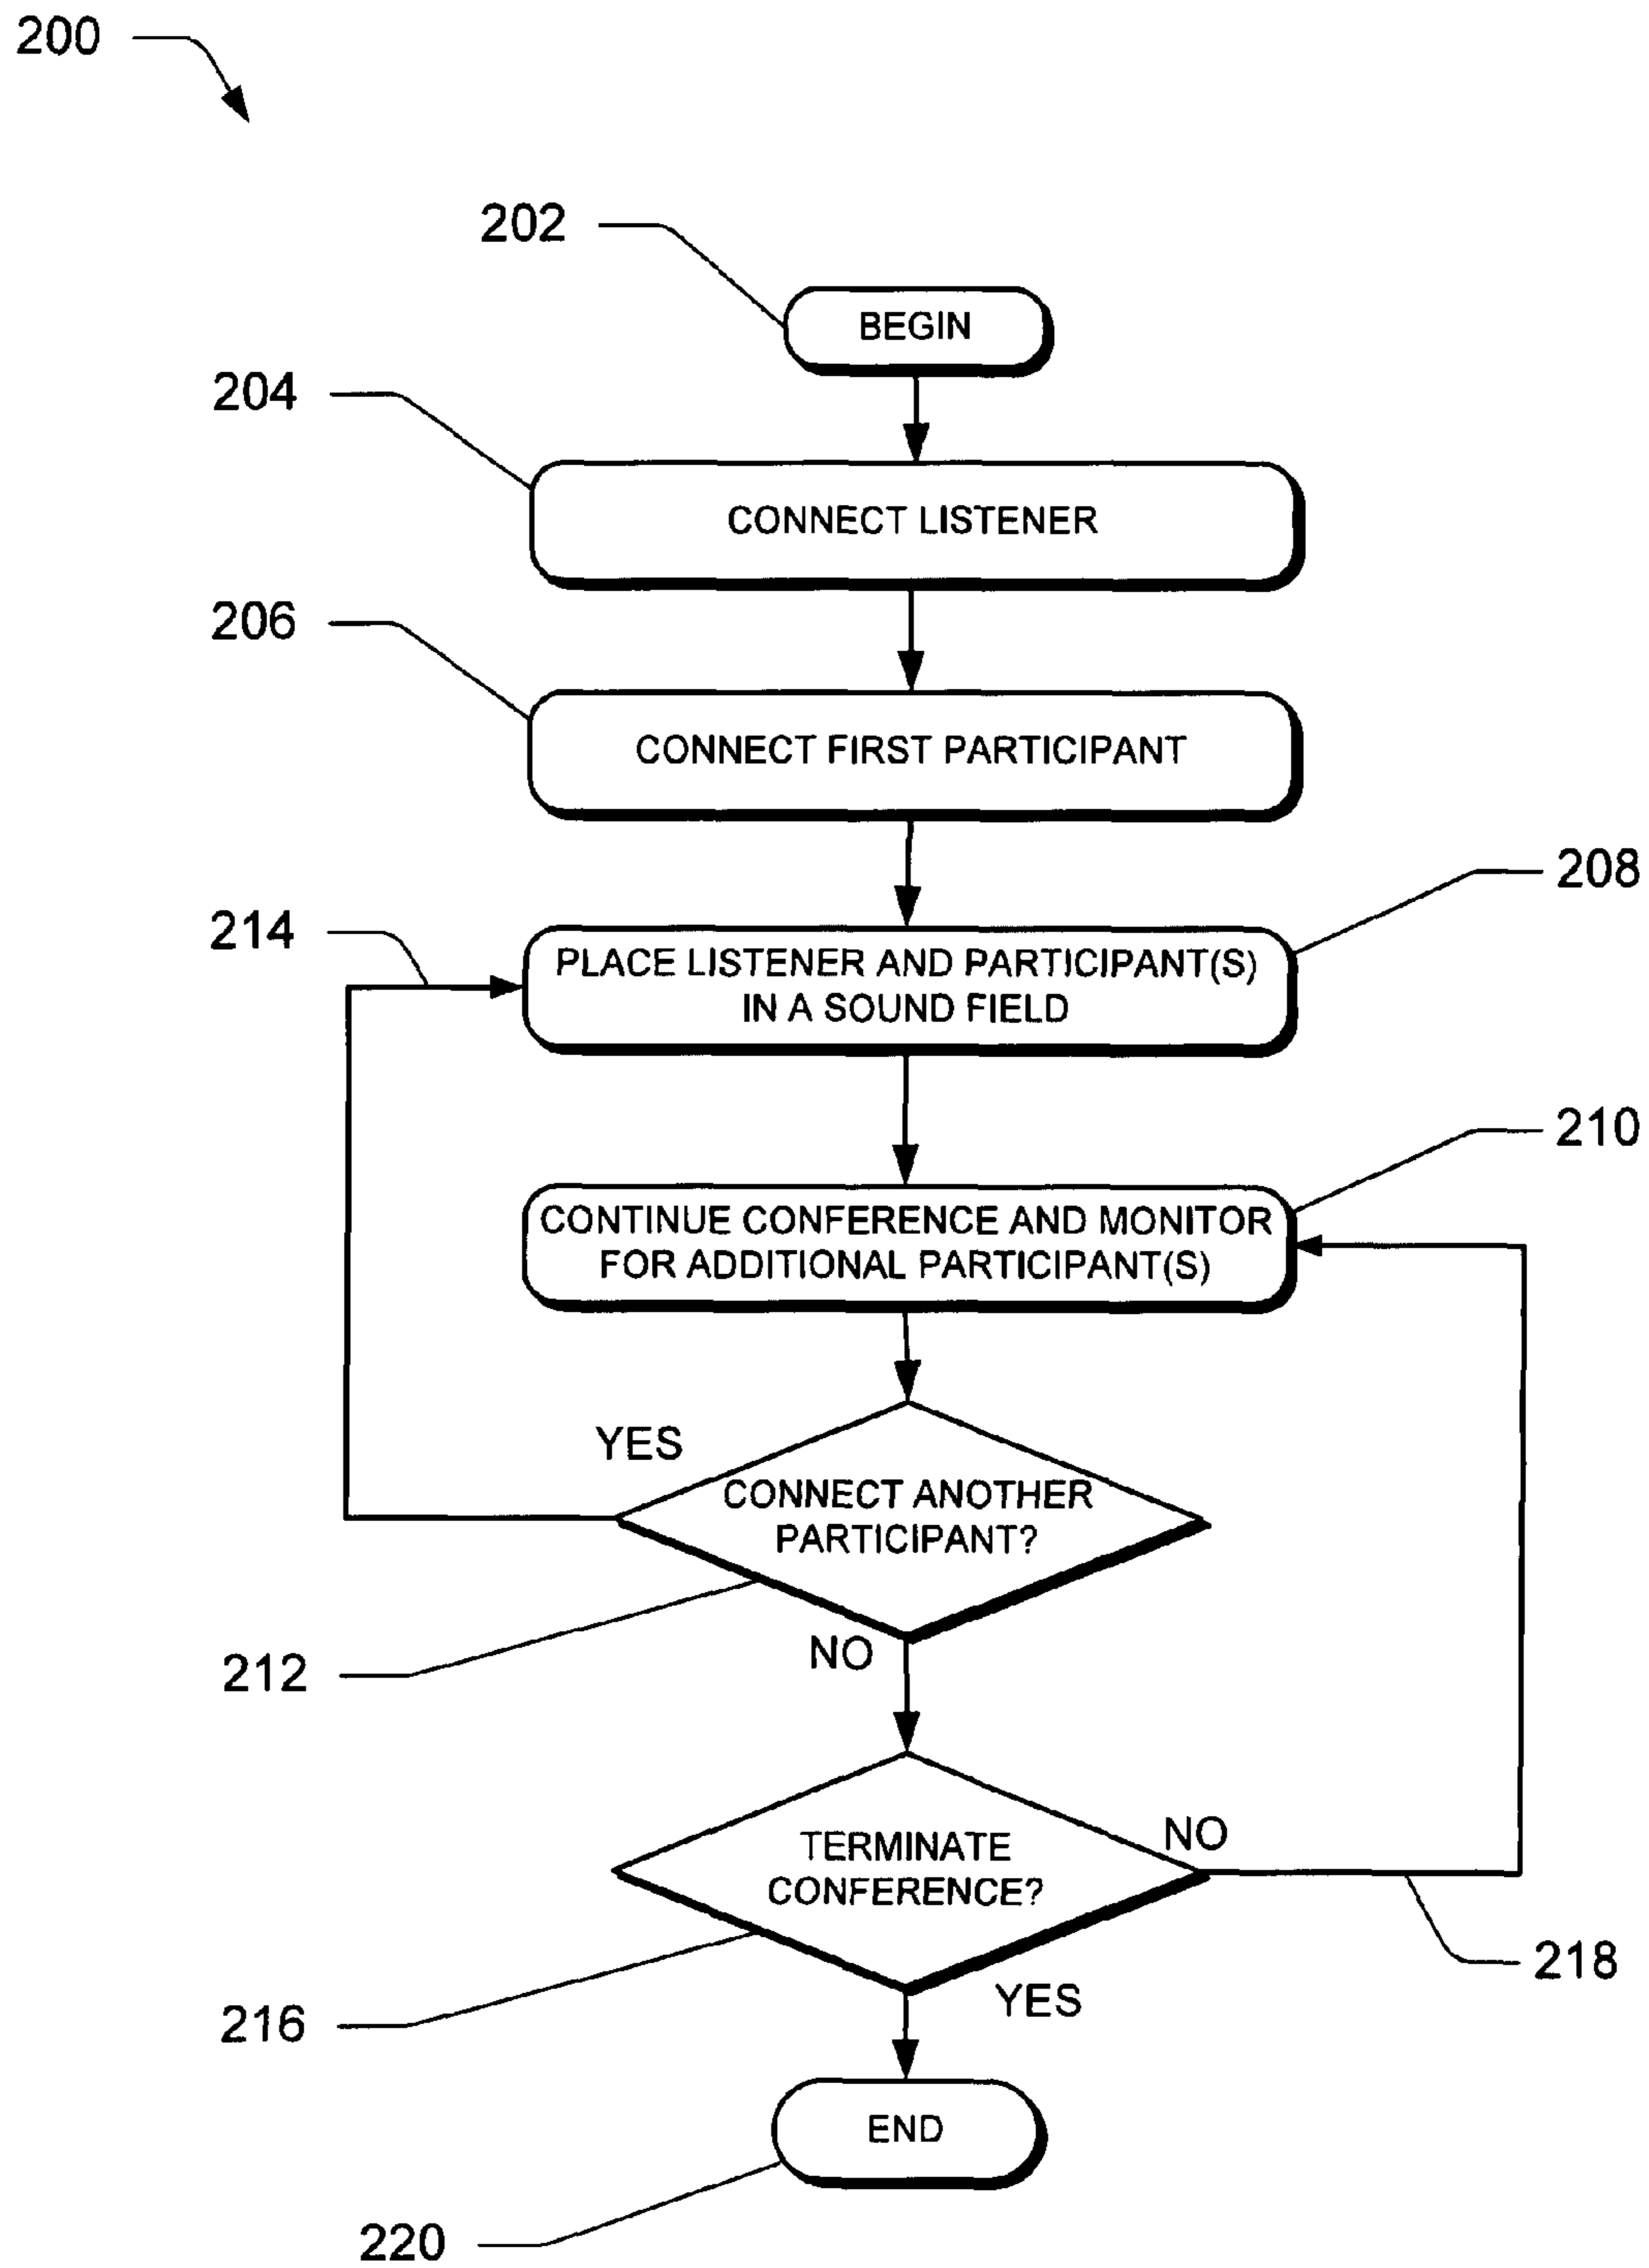 200
202
BEGIN
204
CONNECT LISTENER
206
CONNECT FIRST PARTICIPANT
208
214
PLACE LISTENER AND PARTICIPANT(S)
IN A SOUND FIELD
210
CONTINUE CONFERENCE AND MONITOR
FOR ADDITIONAL PARTICIPANT(S)
YES
CONNECT ANOTHER
PARTICIPANT?
212
NO
TERMINATE
CONFERENCE?
NO
218
216
YES
END
220